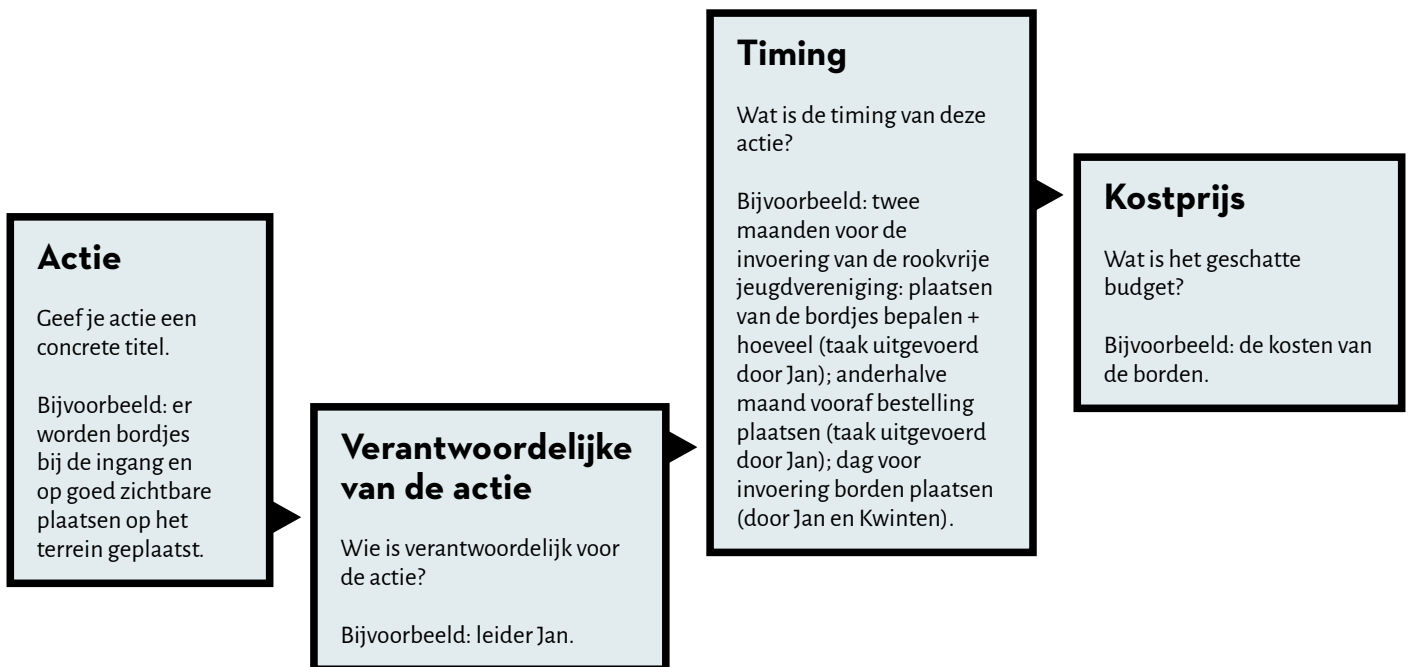 Actie
Geef je actie een
concrete titel.
Bijvoorbeeld: er
worden bordjes
bij de ingang en
op goed zichtbare
plaatsen op het
terrein geplaatst.
Verantwoordelijke
van de actie
Wie is verantwoordelijk voor
de actie?
Bijvoorbeeld: leider Jan.
Timing
Wat is de timing van deze
actie?
Bijvoorbeeld: twee
maanden voor de
invoering van de rookvrije
jeugdvereniging: plaatsen
van de bordjes bepalen +
hoeveel (taak uitgevoerd
door Jan); anderhalve
maand vooraf bestelling
plaatsen (taak uitgevoerd
door Jan); dag voor
invoering borden plaatsen
(door Jan en Kwinten).
Kostprijs
Wat is het geschatte
budget?
Bijvoorbeeld: de kosten van
de borden.